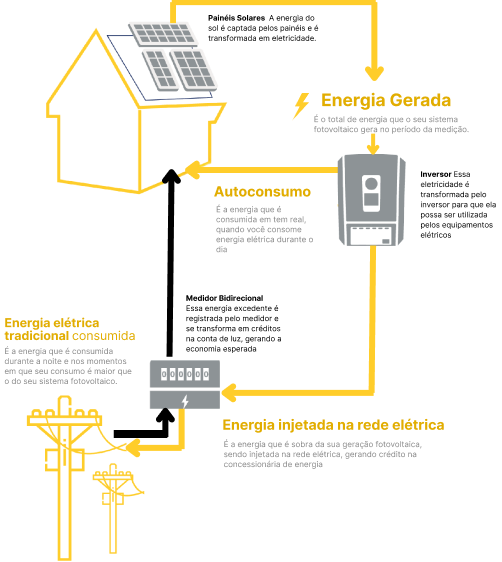 Painéis Solares A energia do
sol é captada pelos painéis e é
transformada em eletricidade.
Energia Gerada
É o total de energia que o seu sistema
fotovoltaico gera no período da medição.
Inversor Essa
eletricidade é
transformada pelo
inversor para que ela
possa ser utilizada
pelos equipamentos
elétricos
Autoconsumo
É a energia que é
consumida em tem real,
quando você consome
energia elétrica durante o
dia
Medidor Bidirecional
Essa energia excedente é
registrada pelo medidor e
se transforma em créditos
na conta de luz, gerando a
economia esperada
Energia elétrica
tradicional consumida
É a energia que é consumida
durante a noite e nos momentos
em que seu consumo é maior que
o do seu sistema fotovoltaico.
000000
Energia injetada na rede elétrica
É a energia que é sobra da sua geração fotovoltaica,
sendo injetada na rede elétrica, gerando crédito na
concessionária de energia